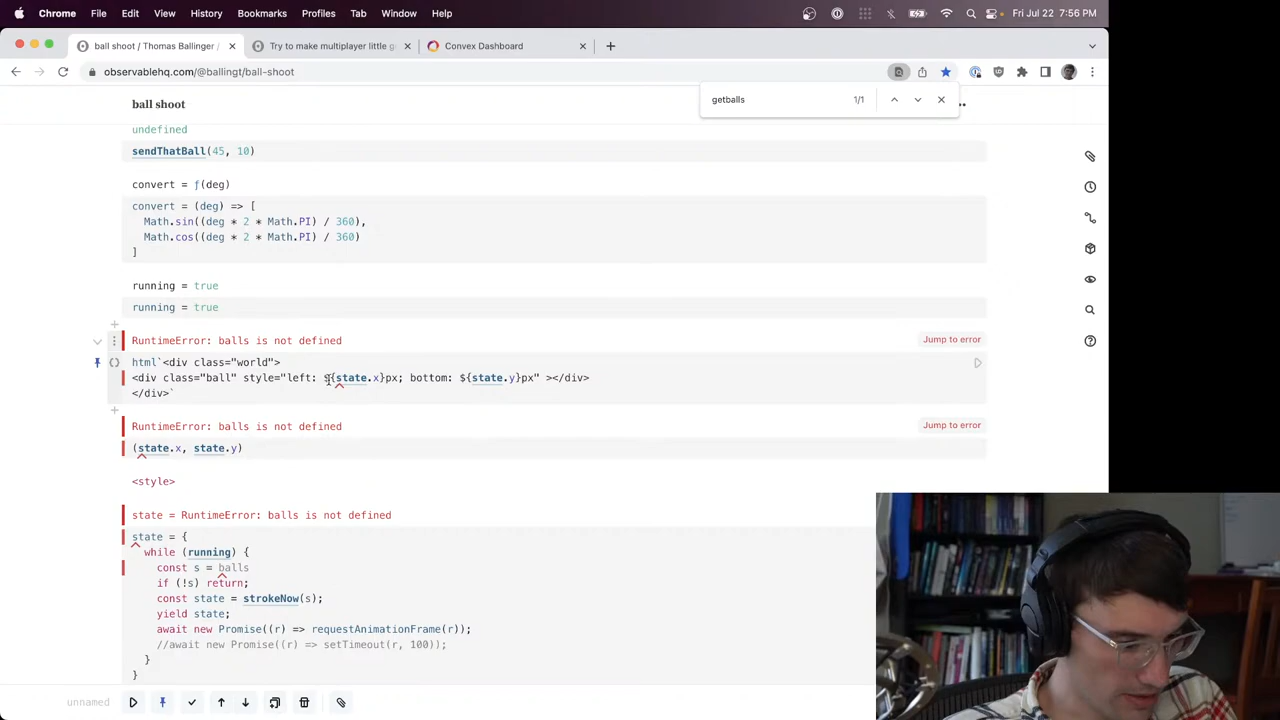 Chrome File Edit View History Bookmarks Profiles Tab Window Help Fri Jul 22 7:56 PM
ball shoot / Thomas Ballinger / Try to make multiplayer little g Convex Dashboard
observablehq.com/@ballingt/ball-shoot
getballs 1/1
ball shoot
undefined
sendThatBall(45, 10)
convert = ƒ(deg)
convert = (deg) => [
Math.sin((deg * 2 * Math.PI) / 360),
Math.cos((deg * 2 * Math.PI) / 360)
]
running = true
running = true
RuntimeError: balls is not defined Jump to error
html`<div class="world">
<div class="ball" style="left: ${state.x}px; bottom: ${state.y}px" ></div>
</div>`
RuntimeError: balls is not defined Jump to error
(state.x, state.y)
<style>
state = RuntimeError: balls is not defined
state = {
while (running) {
const s = balls
if (!s) return;
const state = strokeNow(s);
yield state;
await new Promise((r) => requestAnimationFrame(r));
//await new Promise((r) => setTimeout(r, 100));
}
}
unnamed